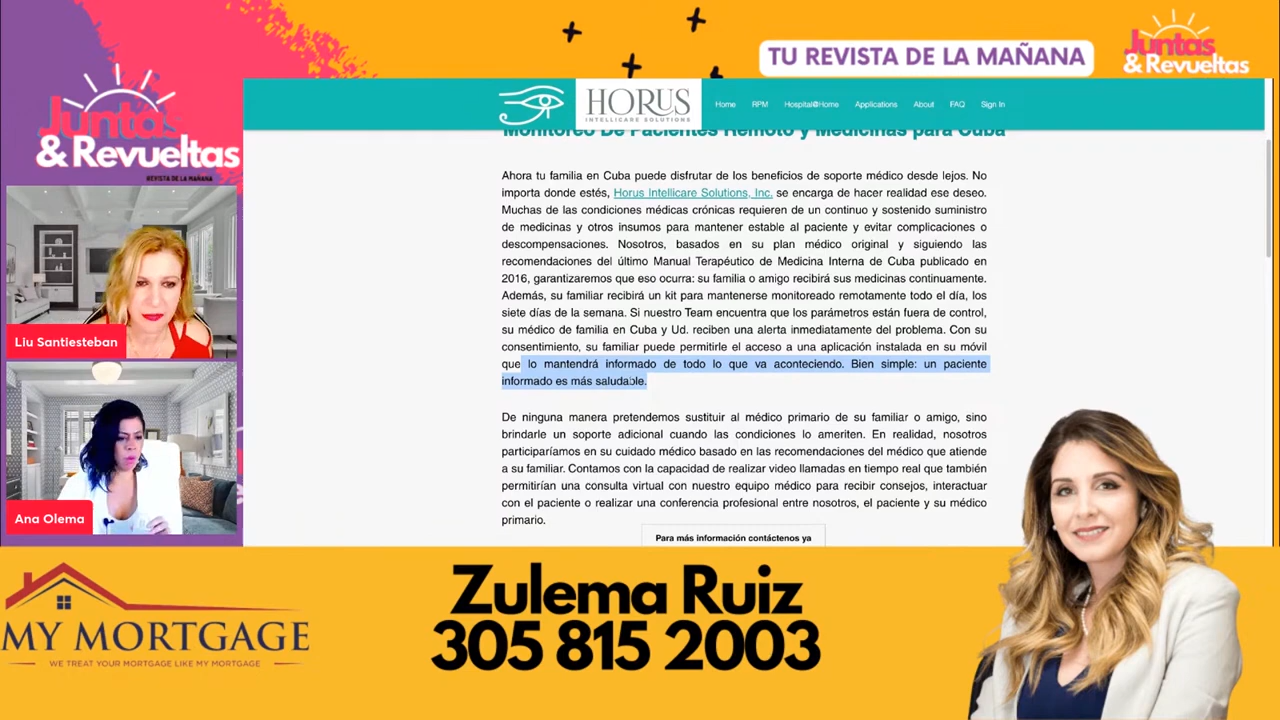 TU REVISTA DE LA MAÑANA
Juntas
& Revueltas
Juntas
& Revueltas
REVISTA DE LA MAÑANA
HORUS
INTELLICARE SOLUTIONS
Home RPM Hospital@Home Applications About FAQ Sign In
Monitoreo De Pacientes Remoto y Medicinas para Cuba
Ahora tu familia en Cuba puede disfrutar de los beneficios de soporte médico desde lejos. No
importa donde estés, Horus Intellicare Solutions, Inc. se encarga de hacer realidad ese deseo.
Muchas de las condiciones médicas crónicas requieren de un continuo y sostenido suministro
de medicinas y otros insumos para mantener estable al paciente y evitar complicaciones o
descompensaciones. Nosotros, basados en su plan médico original y siguiendo las
recomendaciones del último Manual Terapéutico de Medicina Interna de Cuba publicado en
2016, garantizaremos que eso ocurra: su familia o amigo recibirá sus medicinas continuamente.
Además, su familiar recibirá un kit para mantenerse monitoreado remotamente todo el día, los
siete días de la semana. Si nuestro Team encuentra que los parámetros están fuera de control,
su médico de familia en Cuba y Ud. reciben una alerta inmediatamente del problema. Con su
consentimiento, su familiar puede permitirle el acceso a una aplicación instalada en su móvil
que lo mantendrá informado de todo lo que va aconteciendo. Bien simple: un paciente
informado es más saludable.
De ninguna manera pretendemos sustituir al médico primario de su familiar o amigo, sino
brindarle un soporte adicional cuando las condiciones lo ameriten. En realidad, nosotros
participaríamos en su cuidado médico basado en las recomendaciones del médico que atiende
a su familiar. Contamos con la capacidad de realizar video llamadas en tiempo real que también
permitirían una consulta virtual con nuestro equipo médico para recibir consejos, interactuar
con el paciente o realizar una conferencia profesional entre nosotros, el paciente y su médico
primario.
Para más información contáctenos ya
Liu Santiesteban
Ana Olema
MY MORTGAGE
WE TREAT YOUR MORTGAGE LIKE MY MORTGAGE
Zulema Ruiz
305 815 2003